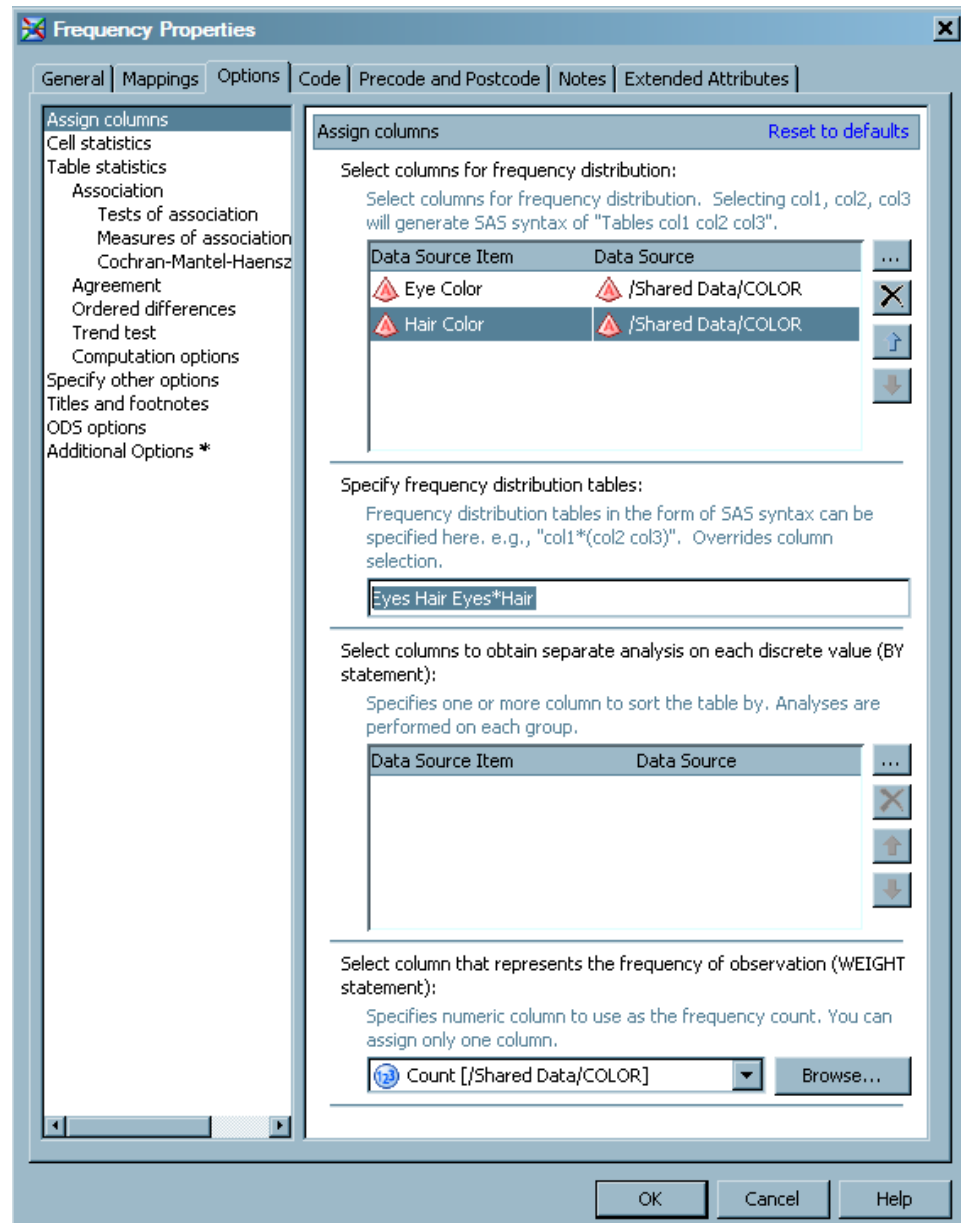 Frequency Properties
General Mappings Options Code Precode and Postcode Notes Extended Attributes
Assign columns
Cell statistics
Table statistics
Association
Tests of association
Measures of association
Cochran-Mantel-Haensz
Agreement
Ordered differences
Trend test
Computation options
Specify other options
Titles and footnotes
ODS options
Additional Options *
Assign columns Reset to defaults
Select columns for frequency distribution:
Select columns for frequency distribution. Selecting col1, col2, col3
will generate SAS syntax of "Tables col1 col2 col3".
Data Source Item Data Source ...
Eye Color /Shared Data/COLOR
Hair Color /Shared Data/COLOR
Specify frequency distribution tables:
Frequency distribution tables in the form of SAS syntax can be
specified here. e.g., "col1*(col2 col3)". Overrides column
selection.
Eyes Hair Eyes*Hair
Select columns to obtain separate analysis on each discrete value (BY
statement):
Specifies one or more column to sort the table by. Analyses are
performed on each group.
Data Source Item Data Source ...
Select column that represents the frequency of observation (WEIGHT
statement):
Specifies numeric column to use as the frequency count. You can
assign only one column.
123 Count [/Shared Data/COLOR] Browse...
OK Cancel Help